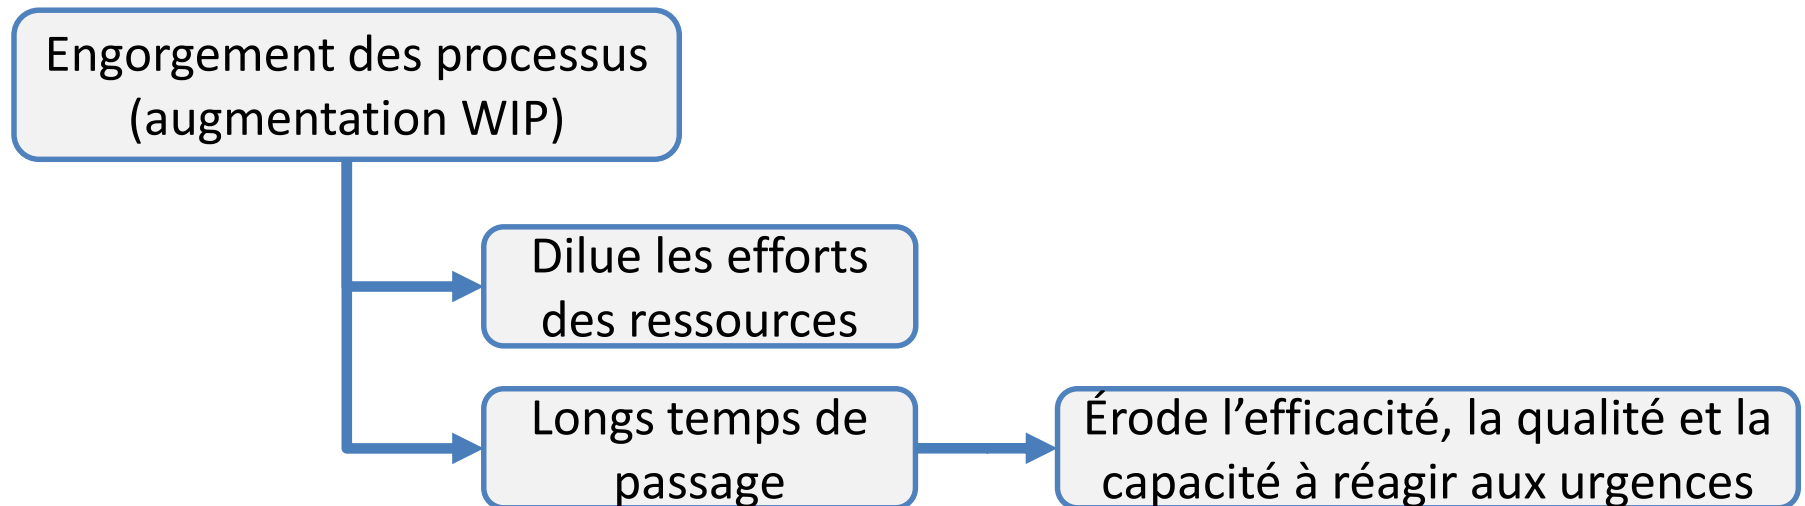 Engorgement des processus
(augmentation WIP)
Dilue les efforts
des ressources
Longs temps de
passage
Érode l’efficacité, la qualité et la
capacité à réagir aux urgences